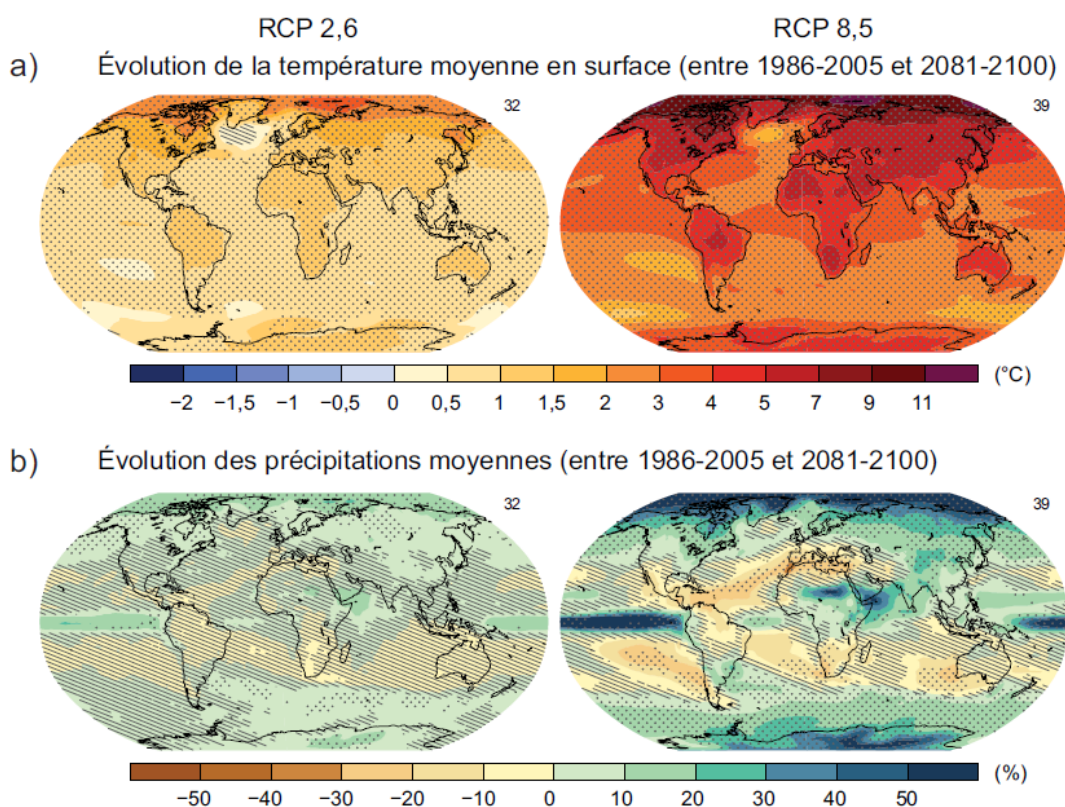 RCP 2,6 RCP 8,5
a) Évolution de la température moyenne en surface (entre 1986-2005 et 2081-2100)
32 39
−2 −1,5 −1 −0,5 0 0,5 1 1,5 2 3 4 5 7 9 11 (°C)
b) Évolution des précipitations moyennes (entre 1986-2005 et 2081-2100)
32 39
−50 −40 −30 −20 −10 0 10 20 30 40 50 (%)